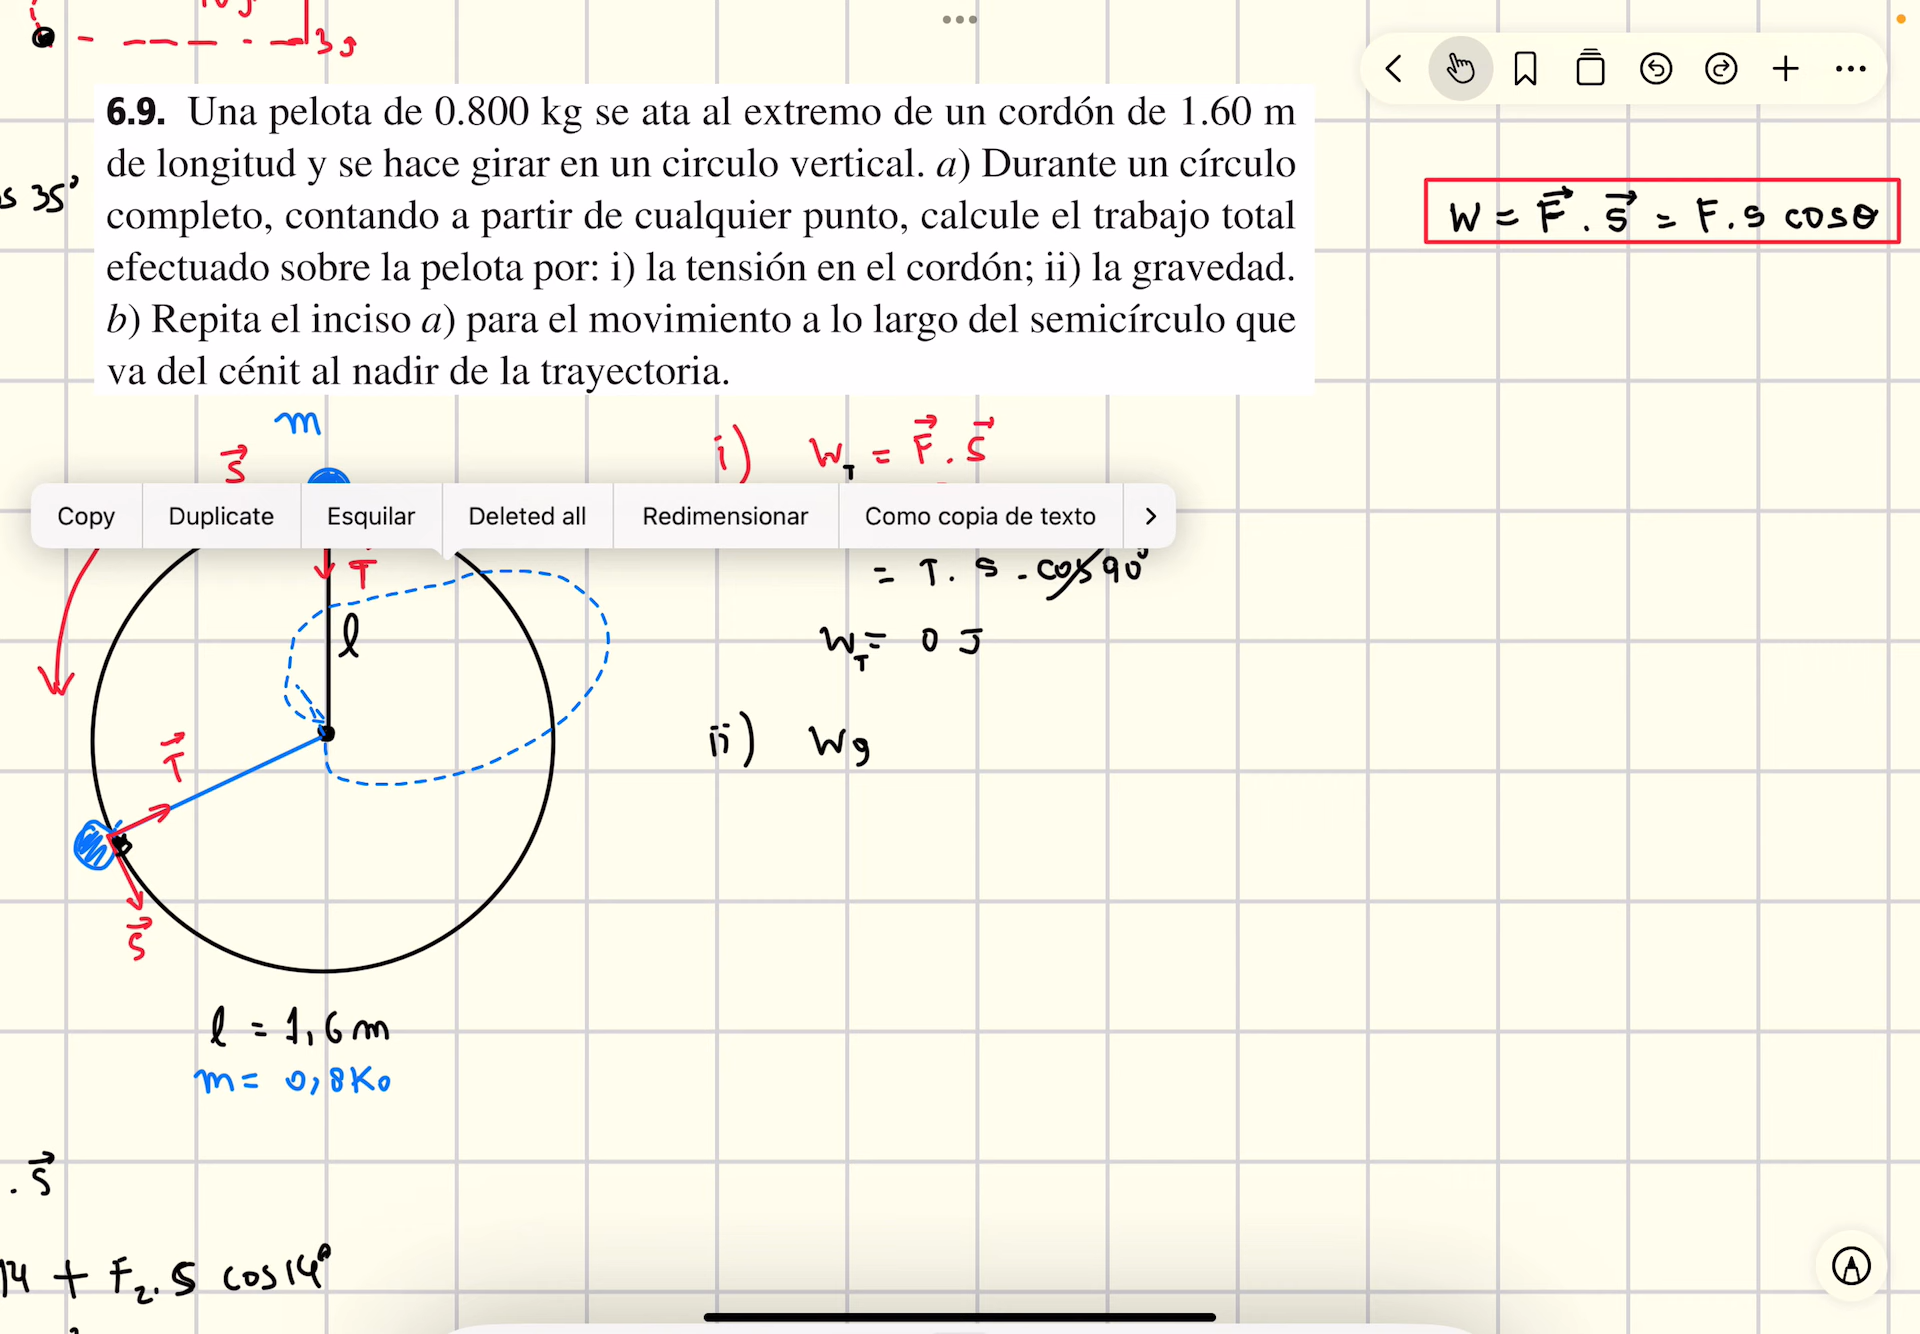 6.9. Una pelota de 0.800 kg se ata al extremo de un cordón de 1.60 m
de longitud y se hace girar en un circulo vertical. a) Durante un círculo
completo, contando a partir de cualquier punto, calcule el trabajo total
efectuado sobre la pelota por: i) la tensión en el cordón; ii) la gravedad.
b) Repita el inciso a) para el movimiento a lo largo del semicírculo que
va del cénit al nadir de la trayectoria.
s 35°
W = F⃗ . s⃗ = F.s cosθ
m
s⃗
i) W_T = F⃗ . s⃗
Copy Duplicate Esquilar Deleted all Redimensionar Como copia de texto
T
= T. s . cos 90°
l
W_T = 0 J
T⃗
ii) Wg
s⃗
l = 1,6 m
m = 0,8 Kg
. s⃗
14 + F₂. s cos 14°